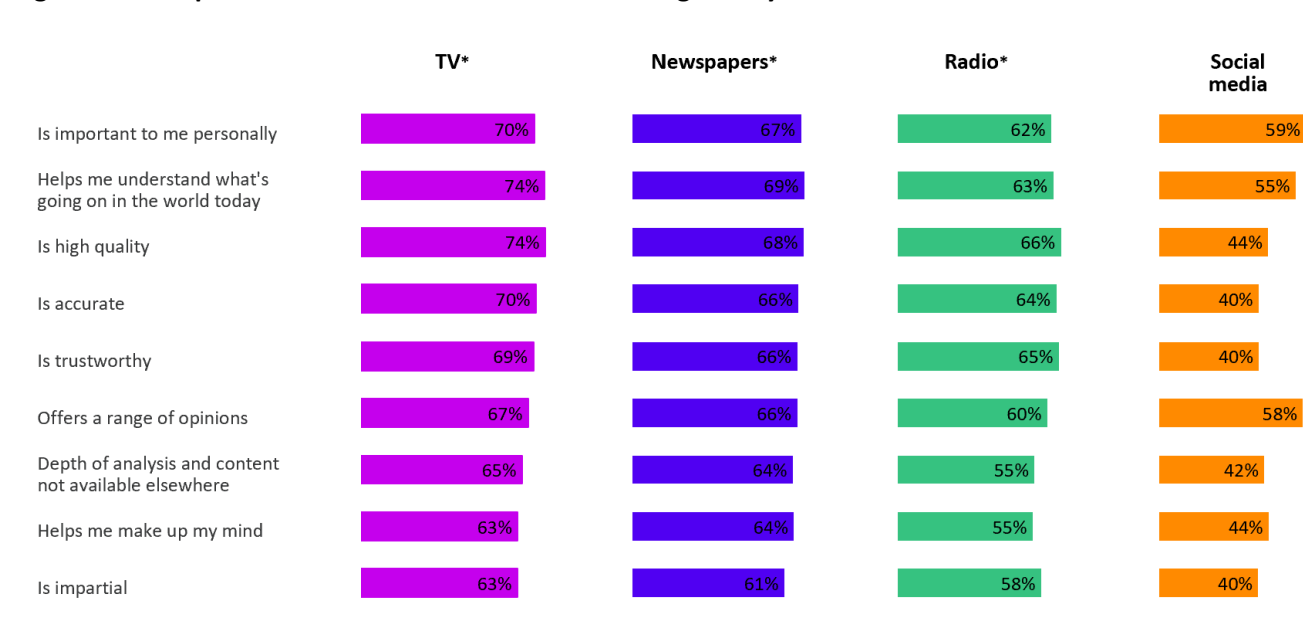 TV* Newspapers* Radio* Social
media
Is important to me personally 70% 67% 62% 59%
Helps me understand what's
going on in the world today 74% 69% 63% 55%
Is high quality 74% 68% 66% 44%
Is accurate 70% 66% 64% 40%
Is trustworthy 69% 66% 65% 40%
Offers a range of opinions 67% 66% 60% 58%
Depth of analysis and content
not available elsewhere 65% 64% 55% 42%
Helps me make up my mind 63% 64% 55% 44%
Is impartial 63% 61% 58% 40%